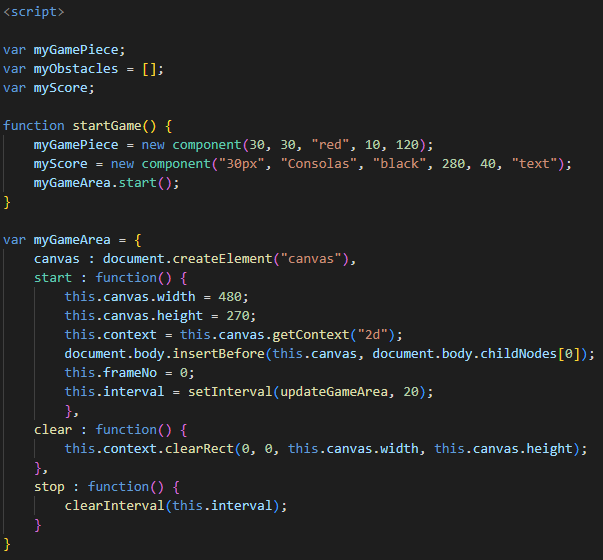 <script>
var myGamePiece;
var myObstacles = [];
var myScore;
function startGame() {
    myGamePiece = new component(30, 30, "red", 10, 120);
    myScore = new component("30px", "Consolas", "black", 280, 40, "text");
    myGameArea.start();
}
var myGameArea = {
    canvas : document.createElement("canvas"),
    start : function() {
        this.canvas.width = 480;
        this.canvas.height = 270;
        this.context = this.canvas.getContext("2d");
        document.body.insertBefore(this.canvas, document.body.childNodes[0]);
        this.frameNo = 0;
        this.interval = setInterval(updateGameArea, 20);
        },
    clear : function() {
        this.context.clearRect(0, 0, this.canvas.width, this.canvas.height);
    },
    stop : function() {
        clearInterval(this.interval);
    }
}